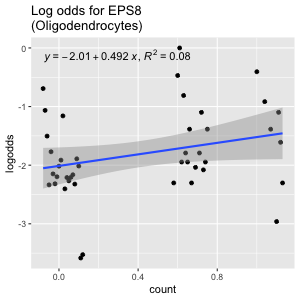 Log odds for EPS8
(Oligodendrocytes)
y = −2.01 + 0.492 x, R² = 0.08
0
-1
-2
-3
logodds
0.0 0.4 0.8
count